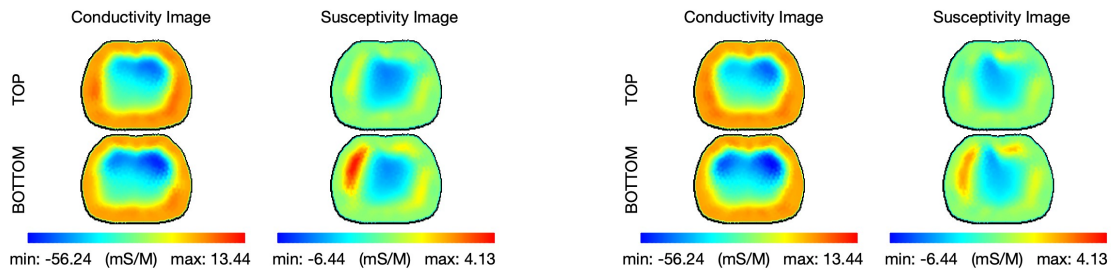 Conductivity Image Susceptivity Image Conductivity Image Susceptivity Image
TOP TOP
BOTTOM BOTTOM
min: -56.24 (mS/M) max: 13.44 min: -6.44 (mS/M) max: 4.13 min: -56.24 (mS/M) max: 13.44 min: -6.44 (mS/M) max: 4.13